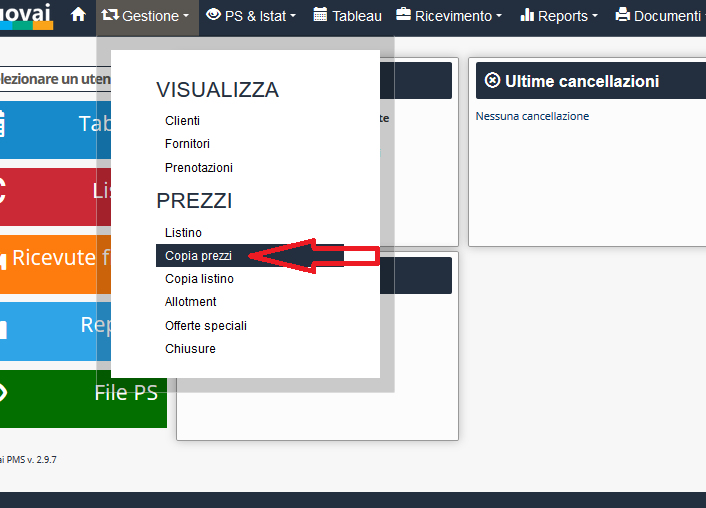 uovai Gestione PS & Istat Tableau Ricevimento Reports Documenti
elezionare un uten
VISUALIZZA
Clienti
Fornitori
Prenotazioni
PREZZI
Listino
Copia prezzi
Copia listino
Allotment
Offerte speciali
Chiusure
Tab
Lis
Ricevute f
Rep
File PS
te
Ultime cancellazioni
Nessuna cancellazione
ai PMS v. 2.9.7